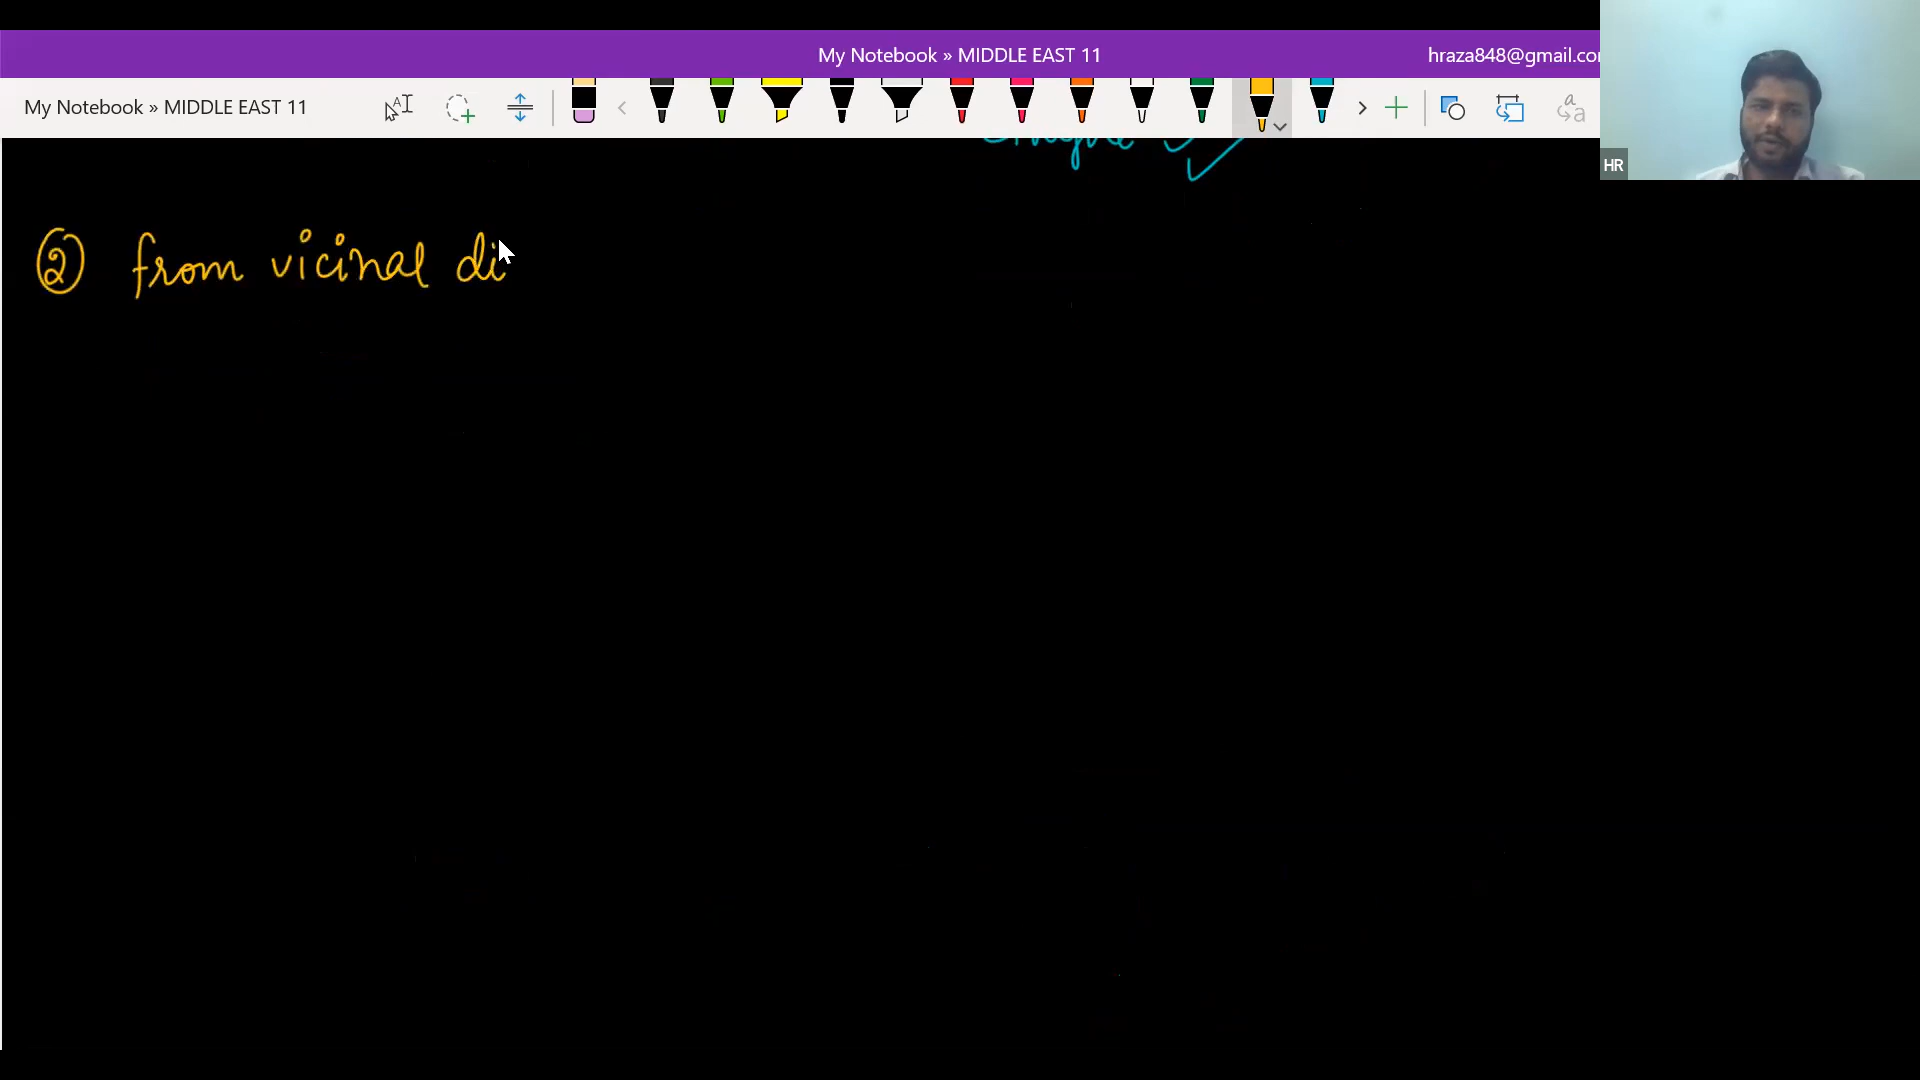 My Notebook » MIDDLE EAST 11
hraza848@gmail.co
My Notebook » MIDDLE EAST 11
HR
② from vicinal di